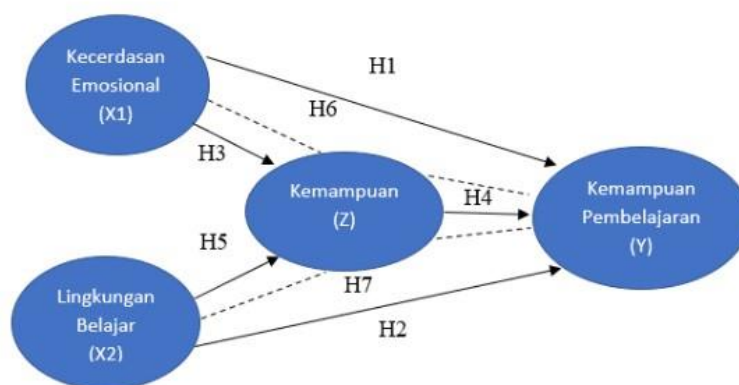 Kecerdasan
Emosional
(X1)
H1
H6
H3
Kemampuan
(Z)
H4
Kemampuan
Pembelajaran
(Y)
H5
H7
Lingkungan
Belajar
(X2)
H2